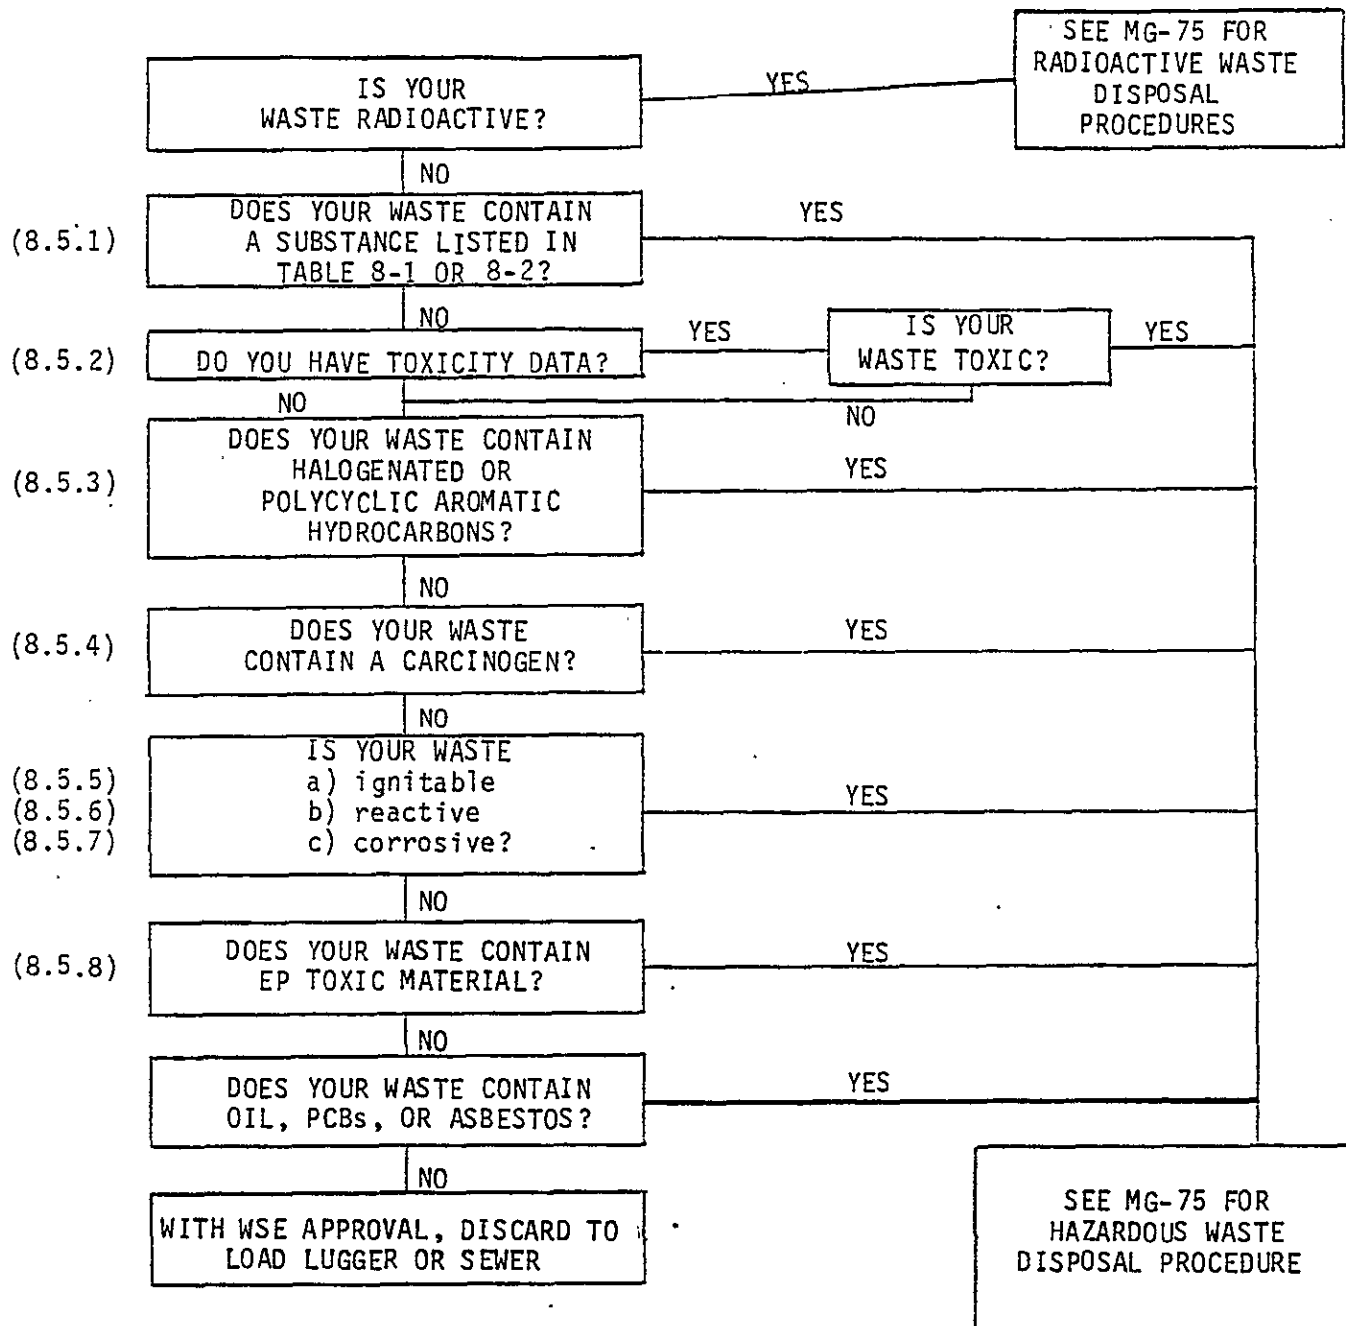 SEE MG-75 FOR
RADIOACTIVE WASTE
DISPOSAL
PROCEDURES
IS YOUR
WASTE RADIOACTIVE?
YES
NO
(8.5.1)
DOES YOUR WASTE CONTAIN
A SUBSTANCE LISTED IN
TABLE 8-1 OR 8-2?
YES
NO
(8.5.2)
DO YOU HAVE TOXICITY DATA?
YES
IS YOUR
WASTE TOXIC?
YES
NO
NO
(8.5.3)
DOES YOUR WASTE CONTAIN
HALOGENATED OR
POLYCYCLIC AROMATIC
HYDROCARBONS?
YES
NO
(8.5.4)
DOES YOUR WASTE
CONTAIN A CARCINOGEN?
YES
NO
IS YOUR WASTE
(8.5.5) a) ignitable
(8.5.6) b) reactive
(8.5.7) c) corrosive?
YES
NO
(8.5.8)
DOES YOUR WASTE CONTAIN
EP TOXIC MATERIAL?
YES
NO
DOES YOUR WASTE CONTAIN
OIL, PCBs, OR ASBESTOS?
YES
NO
WITH WSE APPROVAL, DISCARD TO
LOAD LUGGER OR SEWER
SEE MG-75 FOR
HAZARDOUS WASTE
DISPOSAL PROCEDURE